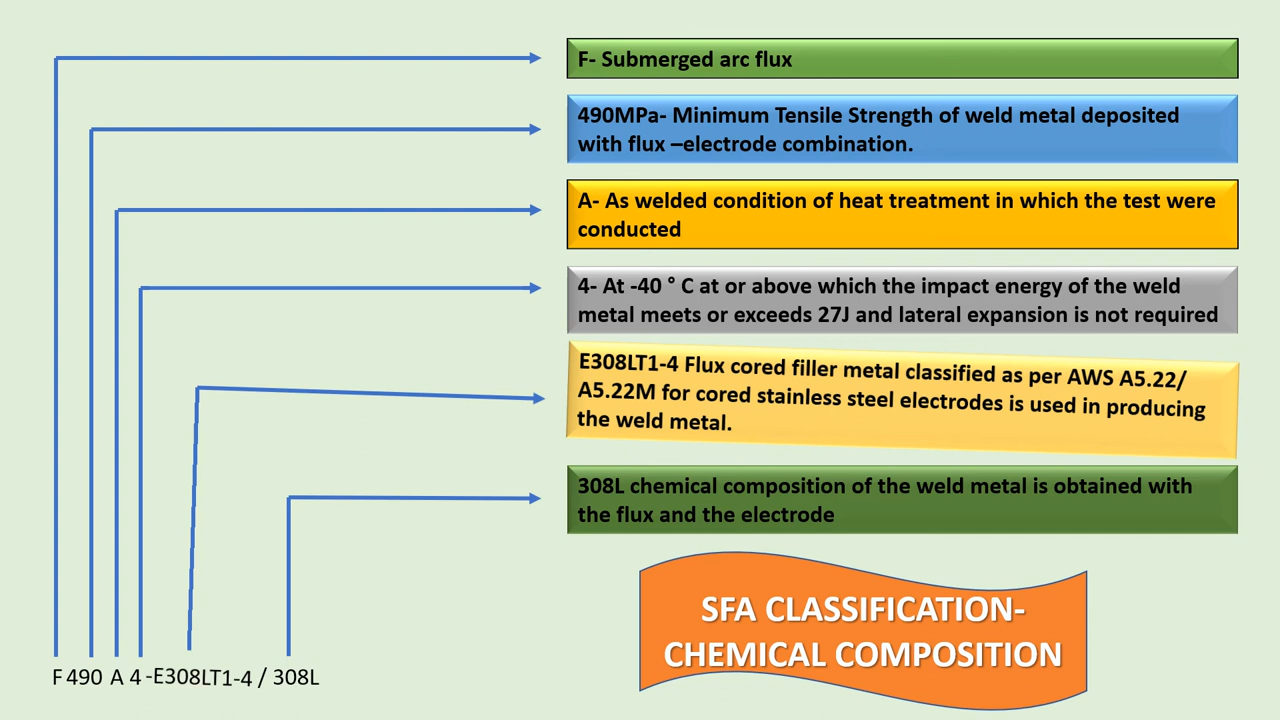 F- Submerged arc flux
490MPa- Minimum Tensile Strength of weld metal deposited
with flux –electrode combination.
A- As welded condition of heat treatment in which the test were
conducted
4- At -40 ° C at or above which the impact energy of the weld
metal meets or exceeds 27J and lateral expansion is not required
E308LT1-4 Flux cored filler metal classified as per AWS A5.22/
A5.22M for cored stainless steel electrodes is used in producing
the weld metal.
308L chemical composition of the weld metal is obtained with
the flux and the electrode
SFA CLASSIFICATION-
CHEMICAL COMPOSITION
F 490 A 4 -E308LT1-4 / 308L